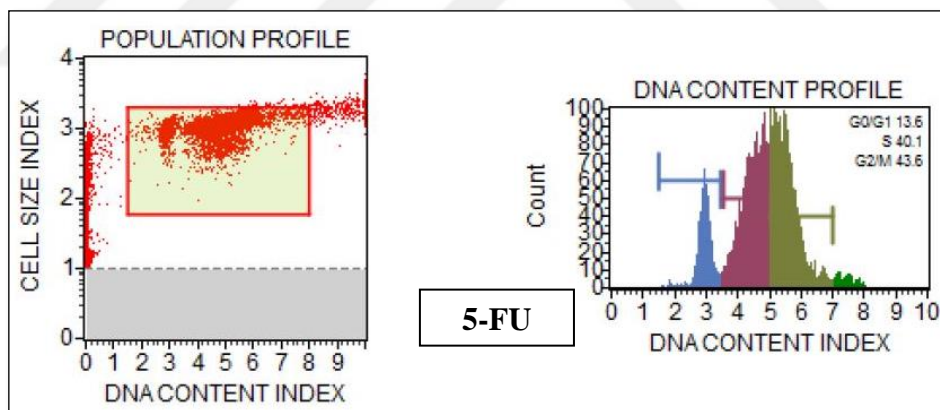 POPULATION PROFILE
4
3
2
1
0
CELL SIZE INDEX
0 1 2 3 4 5 6 7 8 9
DNA CONTENT INDEX
5-FU
DNA CONTENT PROFILE
100
90
80
70
60
50
40
30
20
10
0
Count
G0/G1 13.6
S 40.1
G2/M 43.6
0 1 2 3 4 5 6 7 8 9 10
DNA CONTENT INDEX